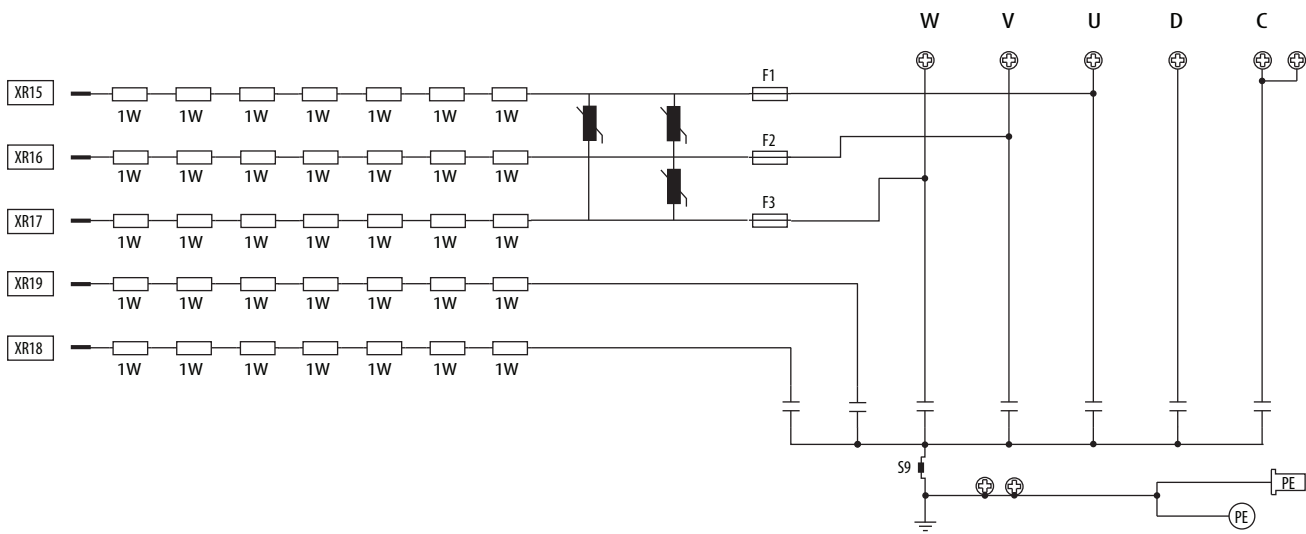 W V U D C
XR15 F1
1W 1W 1W 1W 1W 1W 1W
XR16 F2
1W 1W 1W 1W 1W 1W 1W
XR17 F3
1W 1W 1W 1W 1W 1W 1W
XR19
1W 1W 1W 1W 1W 1W 1W
XR18
1W 1W 1W 1W 1W 1W 1W
S9
PE
PE